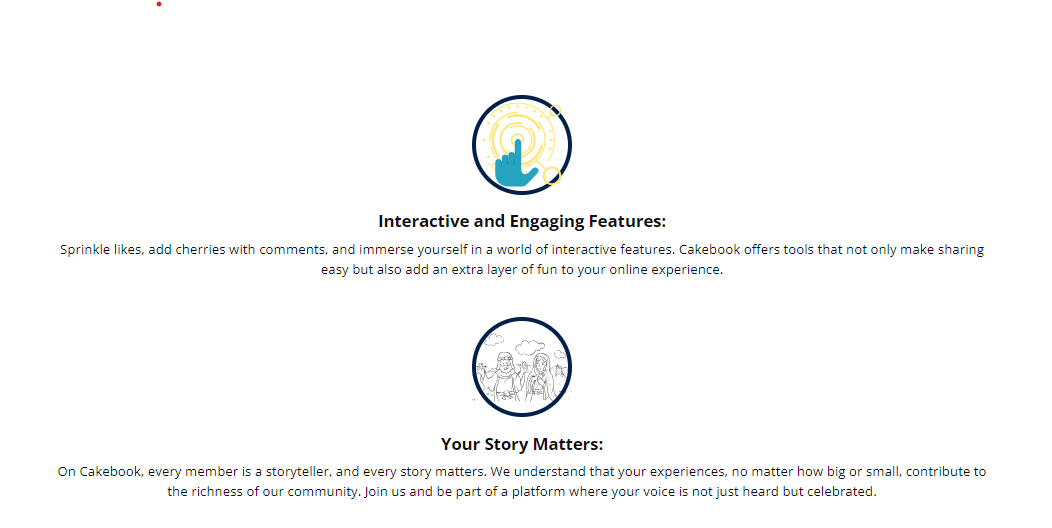 Interactive and Engaging Features:
Sprinkle likes, add cherries with comments, and immerse yourself in a world of interactive features. Cakebook offers tools that not only make sharing
easy but also add an extra layer of fun to your online experience.
Your Story Matters:
On Cakebook, every member is a storyteller, and every story matters. We understand that your experiences, no matter how big or small, contribute to
the richness of our community. Join us and be part of a platform where your voice is not just heard but celebrated.